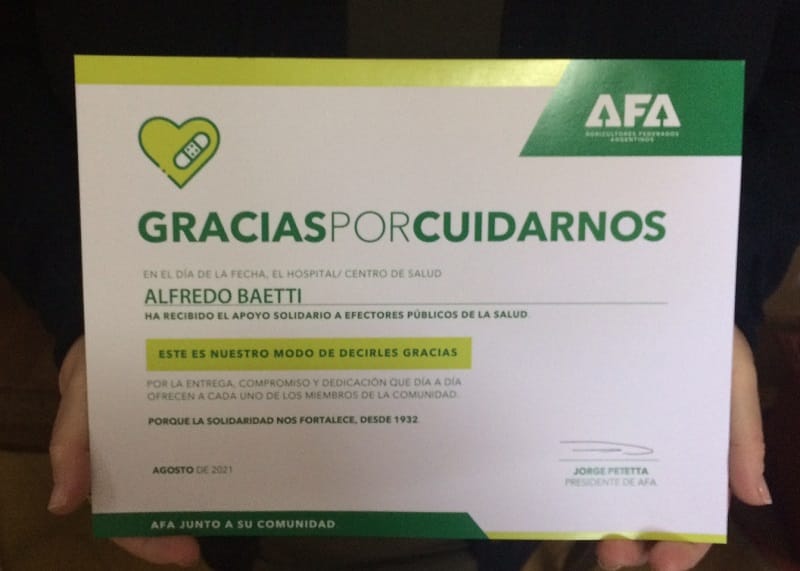 AFA
AGRICULTORES FEDERADOS
ARGENTINOS
GRACIASPORCUIDARNOS
EN EL DÍA DE LA FECHA, EL HOSPITAL/ CENTRO DE SALUD
ALFREDO BAETTI
HA RECIBIDO EL APOYO SOLIDARIO A EFECTORES PÚBLICOS DE LA SALUD.
ESTE ES NUESTRO MODO DE DECIRLES GRACIAS
POR LA ENTREGA, COMPROMISO Y DEDICACIÓN QUE DÍA A DÍA
OFRECEN A CADA UNO DE LOS MIEMBROS DE LA COMUNIDAD.
PORQUE LA SOLIDARIDAD NOS FORTALECE, DESDE 1932
AGOSTO DE 2021
JORGE PETETTA
PRESIDENTE DE AFA
AFA JUNTO A SU COMUNIDAD